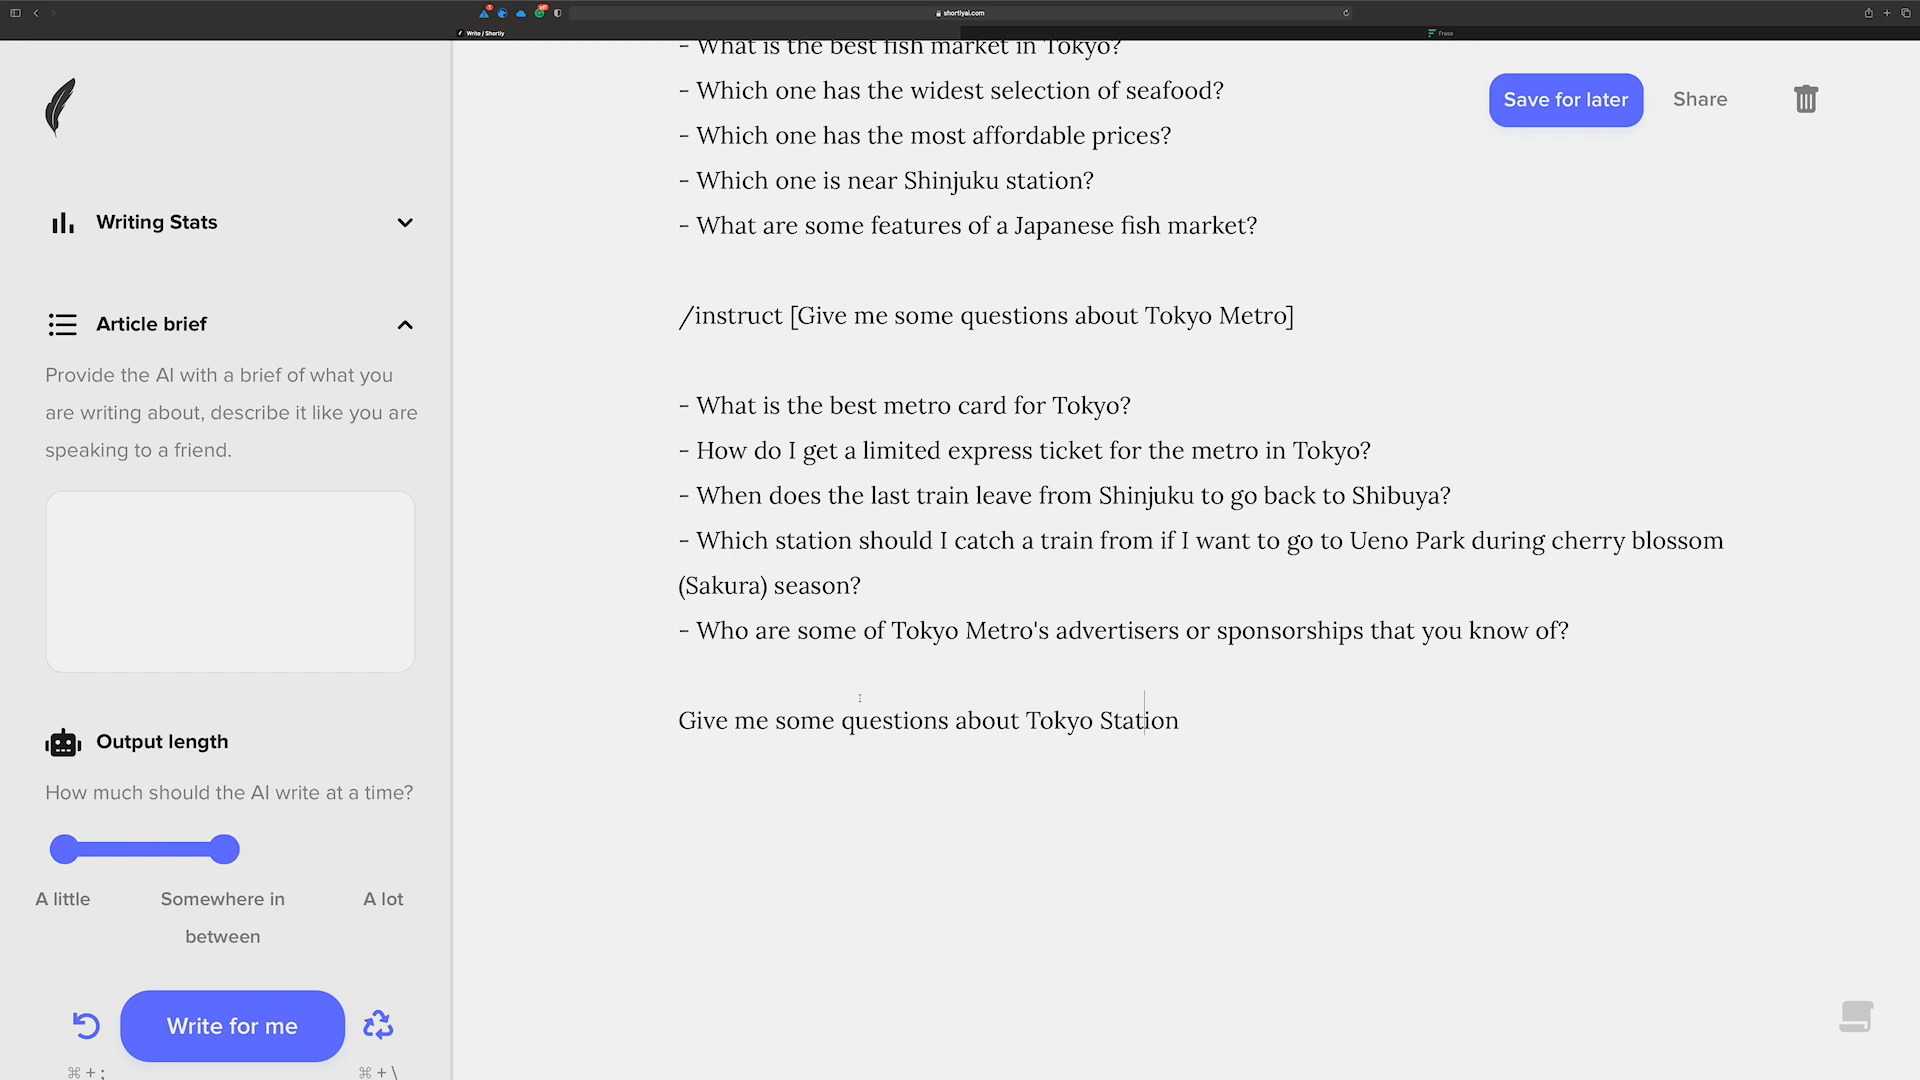 shortlyai.com
Write / Shortly
Frase
- What is the best fish market in Tokyo?
- Which one has the widest selection of seafood?
- Which one has the most affordable prices?
- Which one is near Shinjuku station?
- What are some features of a Japanese fish market?
/instruct [Give me some questions about Tokyo Metro]
- What is the best metro card for Tokyo?
- How do I get a limited express ticket for the metro in Tokyo?
- When does the last train leave from Shinjuku to go back to Shibuya?
- Which station should I catch a train from if I want to go to Ueno Park during cherry blossom
(Sakura) season?
- Who are some of Tokyo Metro's advertisers or sponsorships that you know of?
Give me some questions about Tokyo Station
Save for later
Share
Writing Stats
Article brief
Provide the AI with a brief of what you
are writing about, describe it like you are
speaking to a friend.
Output length
How much should the AI write at a time?
A little
Somewhere in
between
A lot
Write for me
⌘ + ;
⌘ + \